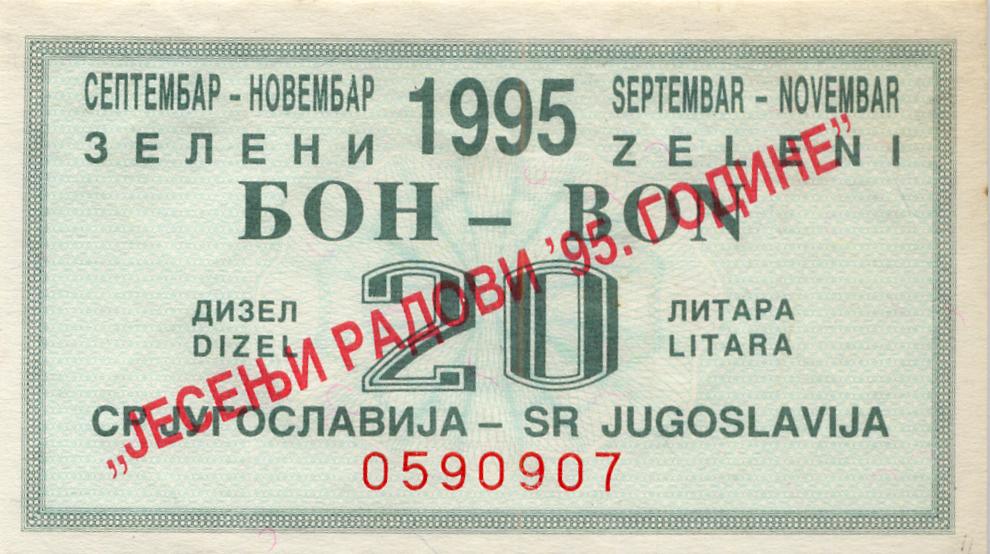 СЕПТЕМБАР - НОВЕМБАР 1995 SEPTEMBAR - NOVEMBAR
ЗЕЛЕНИ ZELENI
БОН - BON
ДИЗЕЛ 20 ЛИТАРА
DIZEL LITARA
СР ЈУГОСЛАВИЈА - SR JUGOSLAVIJA
„ЈЕСЕЊИ РАДОВИ '95. ГОДИНЕ”
0590907